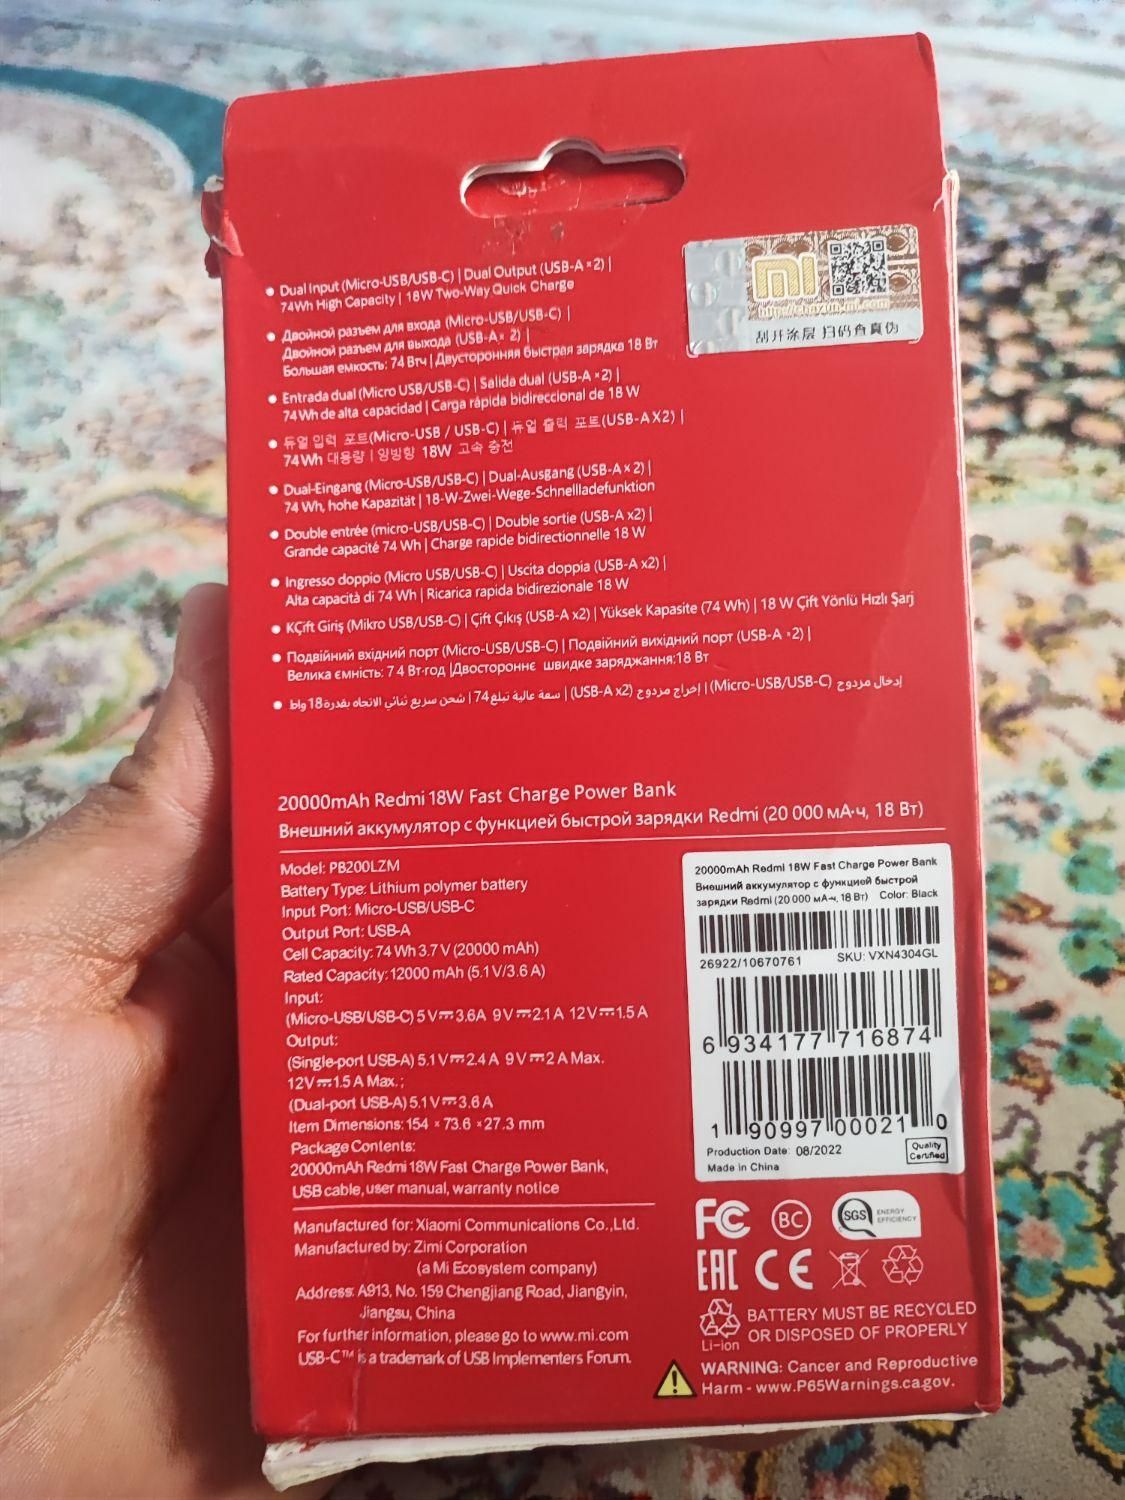 Dual Input (Micro-USB/USB-C) | Dual Output (USB-A ×2) |
74Wh High Capacity | 18W Two-Way Quick Charge
Двойной разъем для входа (Micro-USB/USB-C) |
Двойной разъем для выхода (USB-A× 2) |
Большая емкость: 74 Втч | Двусторонняя быстрая зарядка 18 Вт
Entrada dual (Micro USB/USB-C) | Salida dual (USB-A ×2) |
74 Wh de alta capacidad | Carga rápida bidireccional de 18 W
듀얼 입력 포트(Micro-USB / USB-C) | 듀얼 출력 포트(USB-A X2) |
74Wh 대용량 | 양방향 18W 고속 충전
Dual-Eingang (Micro-USB/USB-C) | Dual-Ausgang (USB-A × 2) |
74 Wh, hohe Kapazität | 18-W-Zwei-Wege-Schnellladefunktion
Double entrée (micro-USB/USB-C) | Double sortie (USB-A x2) |
Grande capacité 74 Wh | Charge rapide bidirectionnelle 18 W
Ingresso doppio (Micro USB/USB-C) | Uscita doppia (USB-A x2) |
Alta capacità di 74 Wh | Ricarica rapida bidirezionale 18 W
KÇift Giriş (Mikro USB/USB-C) | Çift Çıkış (USB-A x2) | Yüksek Kapasite (74 Wh) | 18 W Çift Yönlü Hızlı Şarj
Подвійний вхідний порт (Micro-USB/USB-C) | Подвійний вихідний порт (USB-A ×2) |
Велика ємність: 7 4 Вт·год |Двостороннє швидке заряджання:18 Вт
إدخال مزدوج (Micro-USB/USB-C) | إخراج مزدوج (USB-A x2) | سعة عالية تبلغ 74 | شحن سريع ثنائي الاتجاه بقدرة 18 واط
mi
http://chaxun.mi.com
刮开涂层 扫码查真伪
20000mAh Redmi 18W Fast Charge Power Bank
Внешний аккумулятор с функцией быстрой зарядки Redmi (20 000 мА·ч, 18 Вт)
Model: PB200LZM
Battery Type: Lithium polymer battery
Input Port: Micro-USB/USB-C
Output Port: USB-A
Cell Capacity: 74 Wh 3.7 V (20000 mAh)
Rated Capacity: 12000 mAh (5.1 V/3.6 A)
Input:
(Micro-USB/USB-C) 5 V⎓3.6A 9 V⎓2.1 A 12 V⎓1.5 A
Output:
(Single-port USB-A) 5.1 V⎓2.4 A 9 V⎓2 A Max.
12V⎓1.5 A Max. ;
(Dual-port USB-A) 5.1 V⎓3.6 A
Item Dimensions: 154 × 73.6 × 27.3 mm
Package Contents:
20000mAh Redmi 18W Fast Charge Power Bank,
USB cable, user manual, warranty notice
Manufactured for: Xiaomi Communications Co.,Ltd.
Manufactured by: Zimi Corporation
(a Mi Ecosystem company)
Address: A913, No. 159 Chengjiang Road, Jiangyin,
Jiangsu, China
For further information, please go to www.mi.com
USB-C™ is a trademark of USB Implementers Forum.
20000mAh Redmi 18W Fast Charge Power Bank
Внешний аккумулятор с функцией быстрой
зарядки Redmi (20 000 мА·ч, 18 Вт) Color: Black
26922/10670761 SKU: VXN4304GL
6 934177 716874
1 90997 00021 0
Production Date: 08/2022
Made in China
Quality
Certified
FC BC SGS ENERGY
EFFICIENCY
EAC CE
Li-ion
BATTERY MUST BE RECYCLED
OR DISPOSED OF PROPERLY
WARNING: Cancer and Reproductive
Harm - www.P65Warnings.ca.gov.